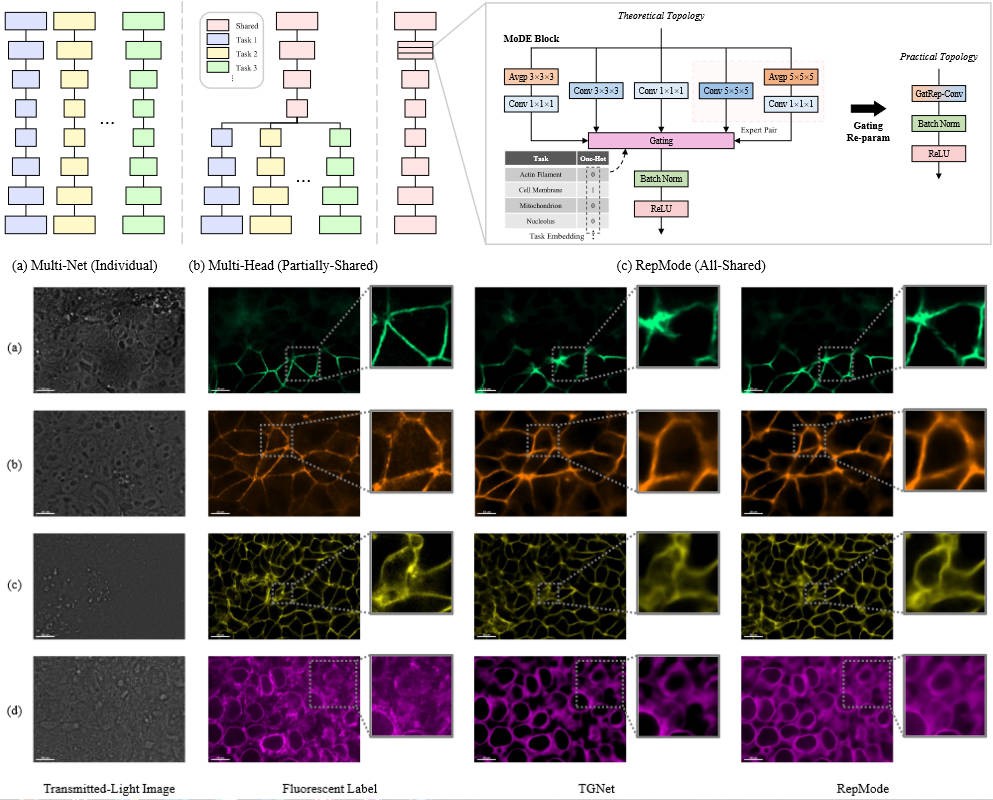 Shared
Task 1
Task 2
Task 3
⋮
...
...
Theoretical Topology
MoDE Block
Avgp 3×3×3
Conv 1×1×1
Conv 3×3×3
Conv 1×1×1
Conv 5×5×5
Avgp 5×5×5
Conv 1×1×1
Expert Pair
Gating
Task One-Hot
Actin Filament 0
Cell Membrane 1
Mitochondrion 0
Nucleolus 0
Task Embedding ⋮
Batch Norm
ReLU
Gating
Re-param
Practical Topology
GatRep-Conv
Batch Norm
ReLU
(a) Multi-Net (Individual)
(b) Multi-Head (Partially-Shared)
(c) RepMode (All-Shared)
(a)
(b)
(c)
(d)
Transmitted-Light Image
Fluorescent Label
TGNet
RepMode